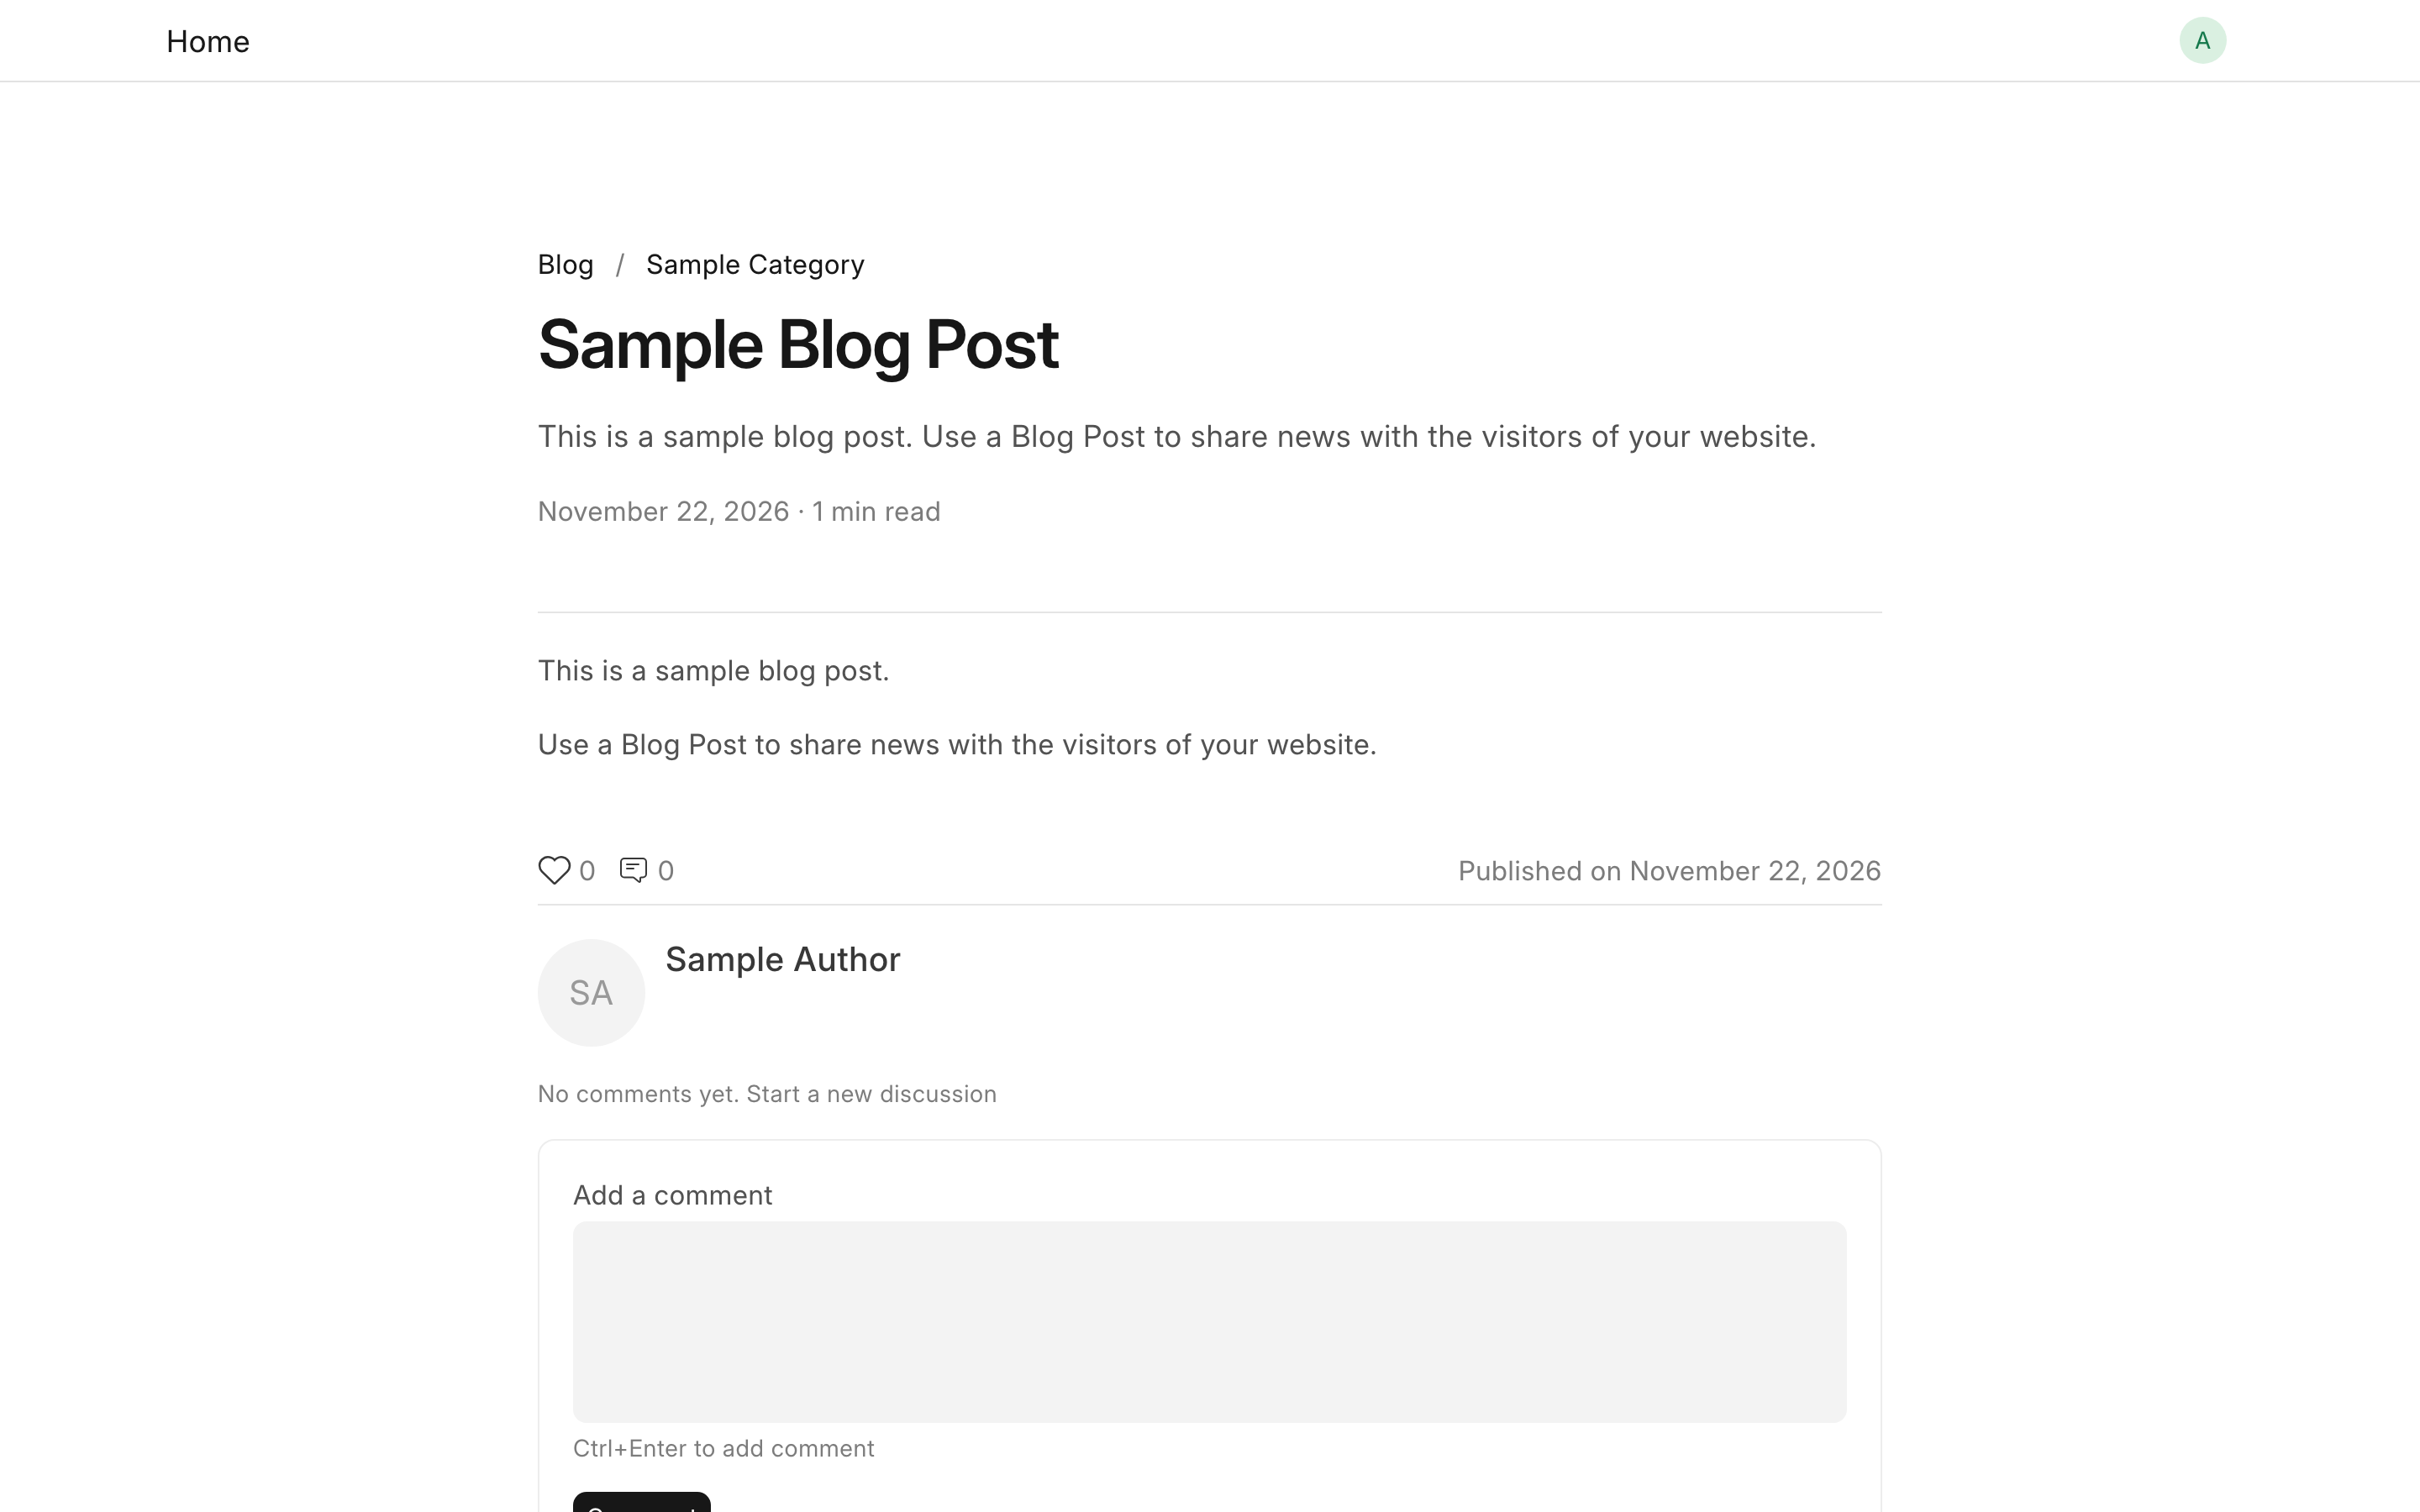 Home
A
Blog / Sample Category
Sample Blog Post
This is a sample blog post. Use a Blog Post to share news with the visitors of your website.
November 22, 2026 · 1 min read
This is a sample blog post.
Use a Blog Post to share news with the visitors of your website.
0 0 Published on November 22, 2026
SA
Sample Author
No comments yet. Start a new discussion
Add a comment
Ctrl+Enter to add comment